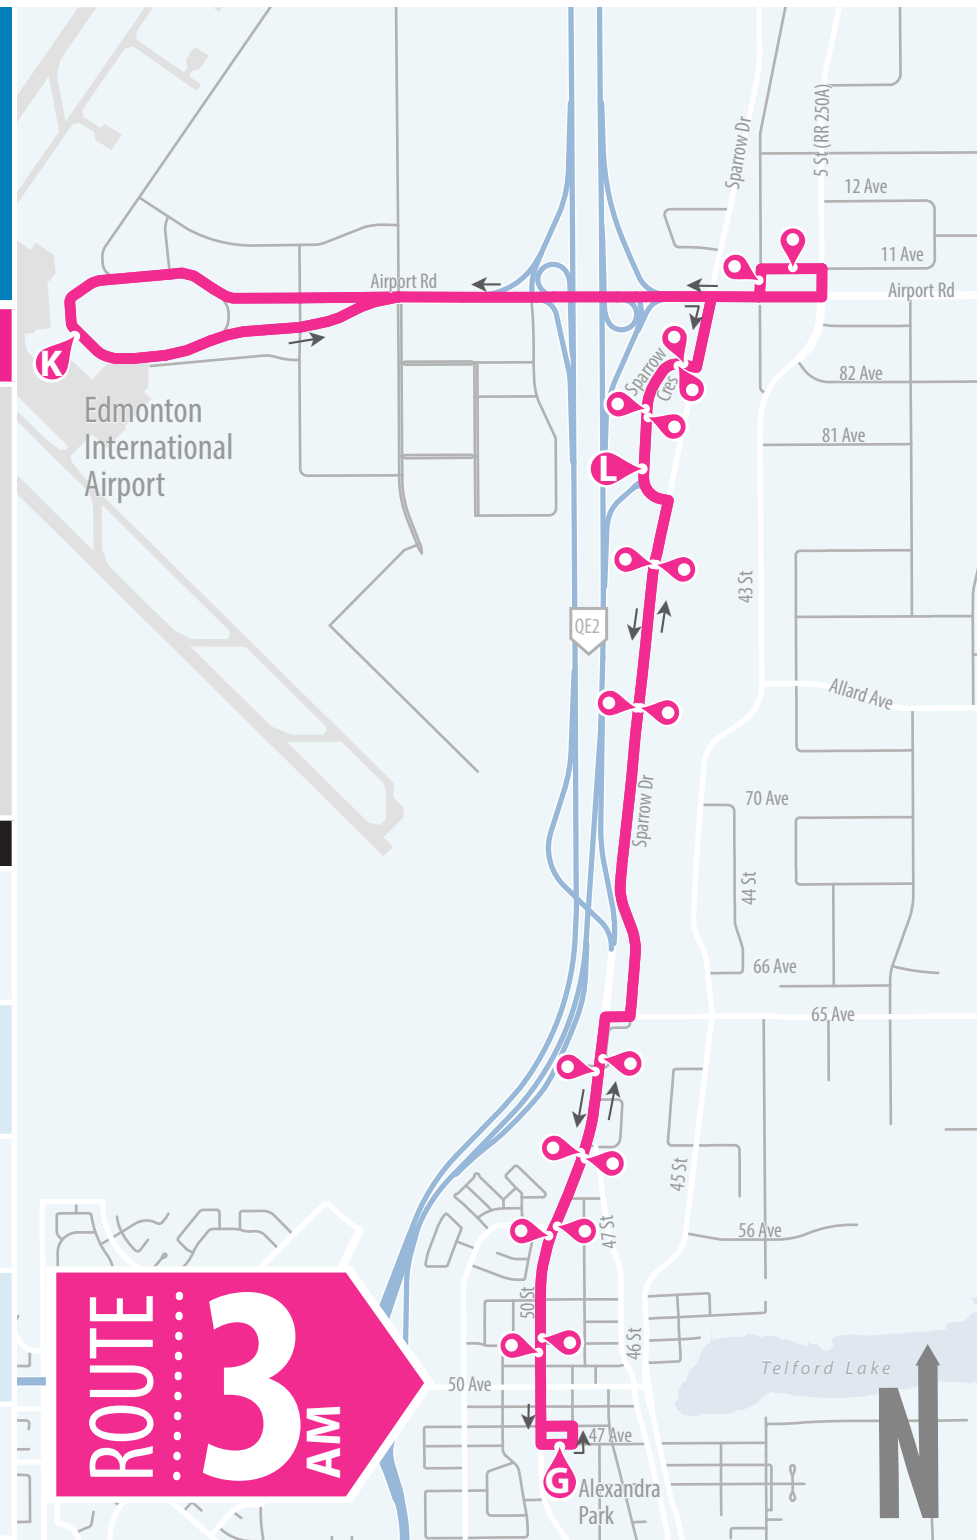 Sparrow Dr
5 St (RR 250A)
12 Ave
11 Ave
Airport Rd
Airport Rd
K
Edmonton
International
Airport
Sparrow
Cres
82 Ave
81 Ave
L
43 St
QE2
Allard Ave
Sparrow Dr
70 Ave
44 St
66 Ave
65 Ave
45 St
47 St
56 Ave
50 St
46 St
Telford Lake
50 Ave
47 Ave
G
Alexandra
Park
ROUTE
3
AM
N